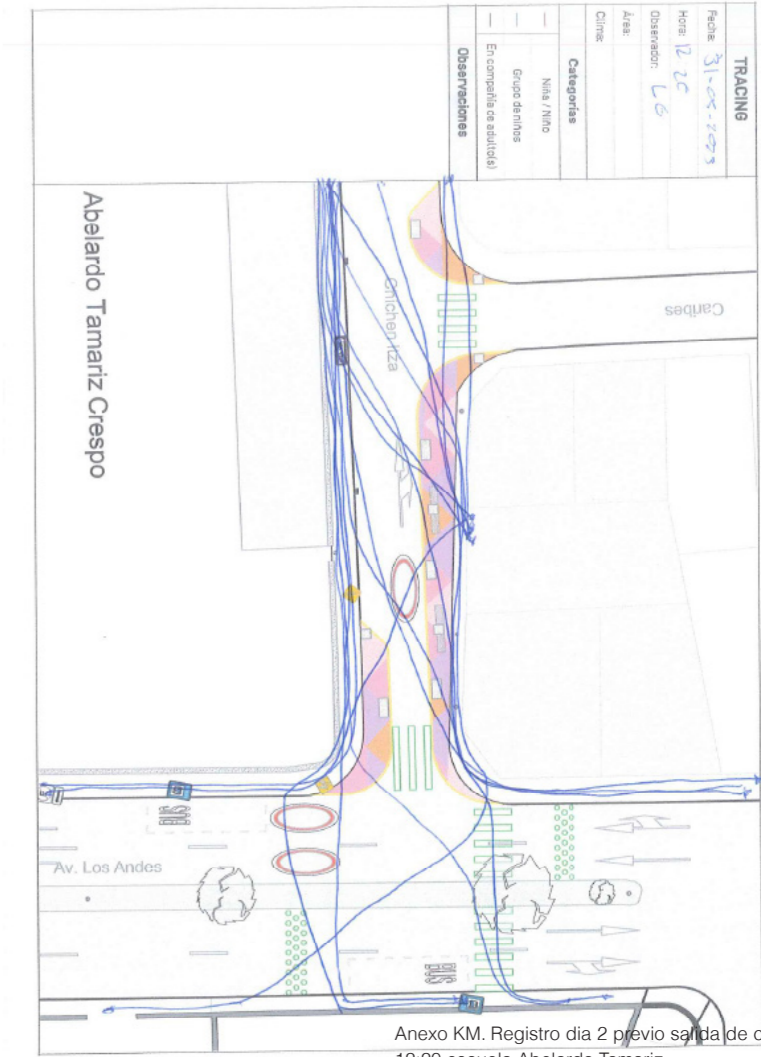 TRACING
Fecha: 31-05-2023
Hora: 12 20
Observador: LG
Área:
Clima:
Categorías
Niña / Niño
Grupo de niños
En compañía de adulto(s)
Observaciones
Abelardo Tamariz Crespo
Chichen Itza
Caribes
Av. Los Andes
BUS
BUS
Anexo KM. Registro dia 2 previo salida de c